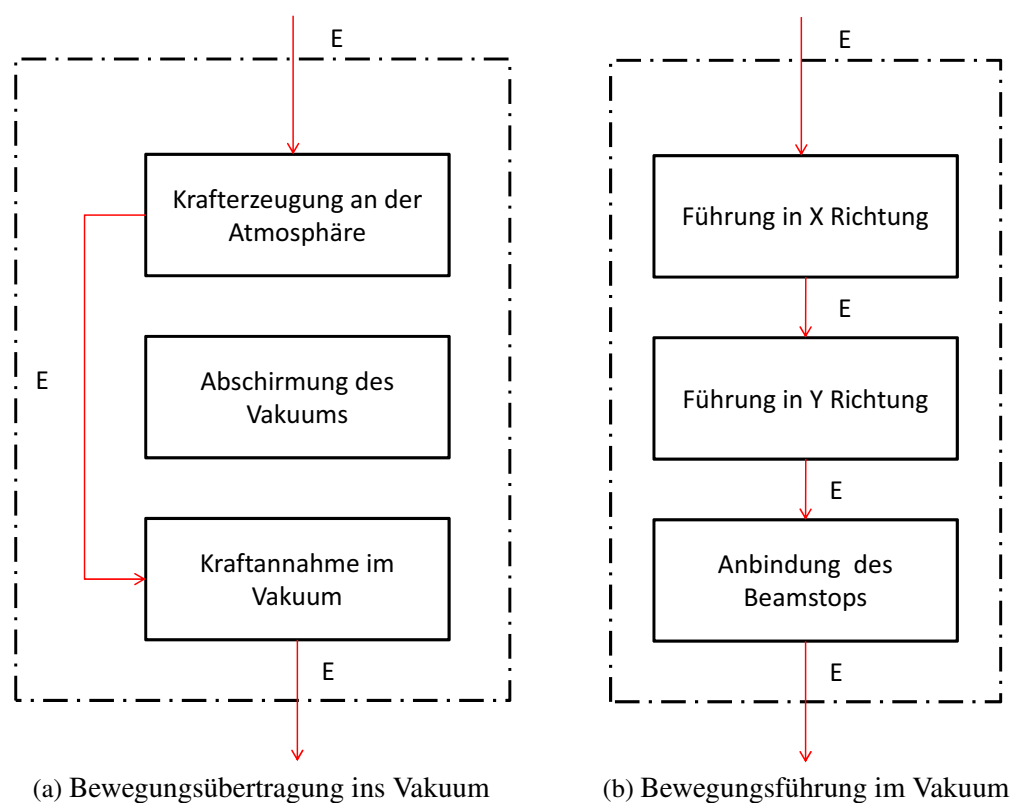 E
Krafterzeugung an der
Atmosphäre
E
Abschirmung des
Vakuums
Kraftannahme im
Vakuum
E
(a) Bewegungsübertragung ins Vakuum
E
Führung in X Richtung
E
Führung in Y Richtung
E
Anbindung des
Beamstops
E
(b) Bewegungsführung im Vakuum